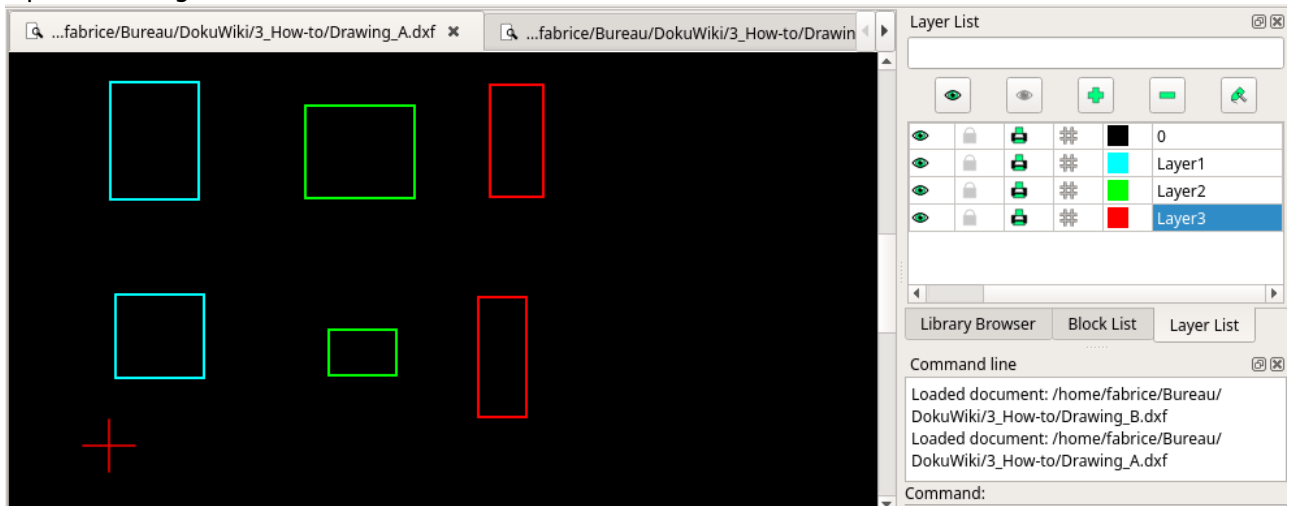 ...fabrice/Bureau/DokuWiki/3_How-to/Drawing_A.dxf
...fabrice/Bureau/DokuWiki/3_How-to/Drawin
Layer List
0
Layer1
Layer2
Layer3
Library Browser
Block List
Layer List
Command line
Loaded document: /home/fabrice/Bureau/
DokuWiki/3_How-to/Drawing_B.dxf
Loaded document: /home/fabrice/Bureau/
DokuWiki/3_How-to/Drawing_A.dxf
Command: